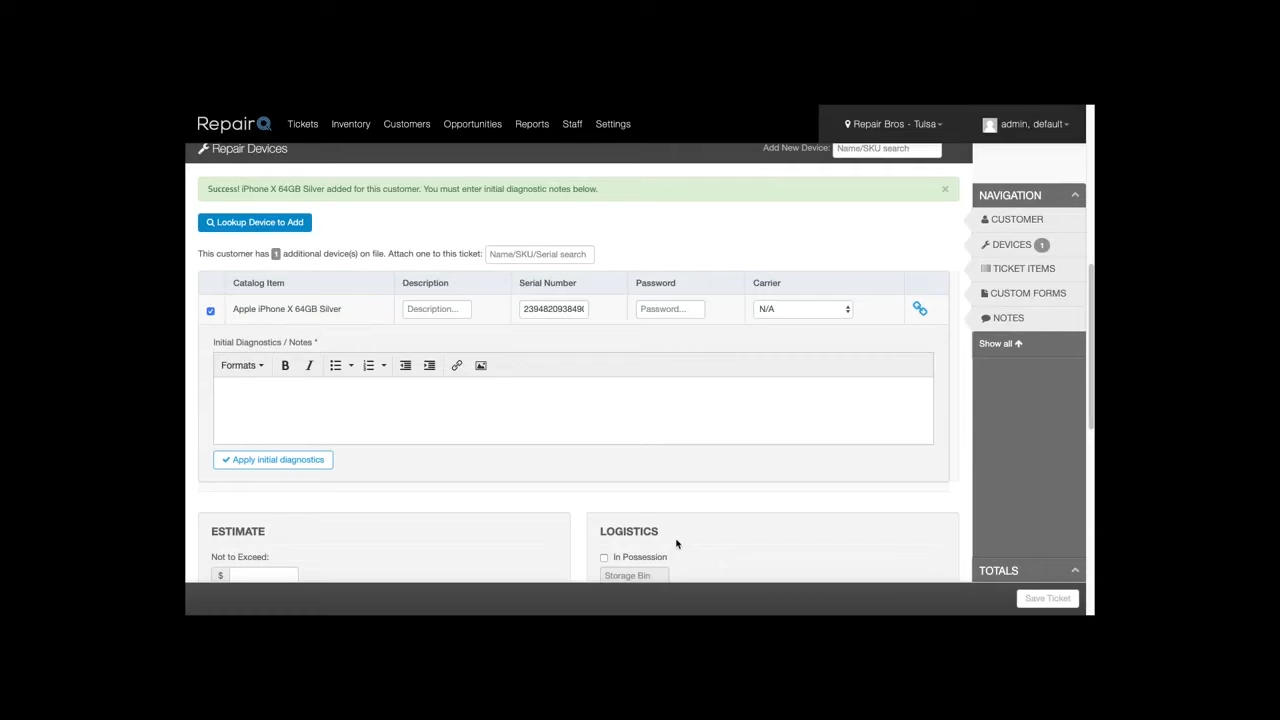 RepairQ Tickets Inventory Customers Opportunities Reports Staff Settings Repair Bros - Tulsa admin, default
Repair Devices Add New Device: Name/SKU search
Success! iPhone X 64GB Silver added for this customer. You must enter initial diagnostic notes below. ×
Lookup Device to Add
This customer has 1 additional device(s) on file. Attach one to this ticket: Name/SKU/Serial search
Catalog Item Description Serial Number Password Carrier
Apple iPhone X 64GB Silver Description... Password... N/A
Initial Diagnostics / Notes *
Formats B I
Apply initial diagnostics
ESTIMATE
Not to Exceed:
$
LOGISTICS
In Possession
Storage Bin
NAVIGATION
CUSTOMER
DEVICES 1
TICKET ITEMS
CUSTOM FORMS
NOTES
Show all
TOTALS
Save Ticket